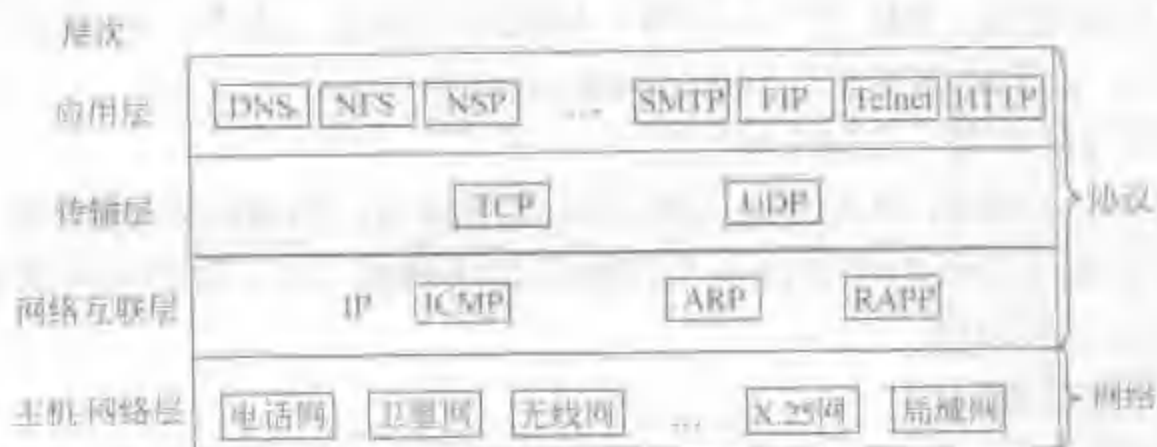 层次
应用层 DNS NFS NSP … SMTP FTP Telnet HTTP
传输层 TCP UDP 协议
网络互联层 IP ICMP ARP RAPP
主机-网络层 电话网 卫星网 无线网 … X.25网 局域网 网络